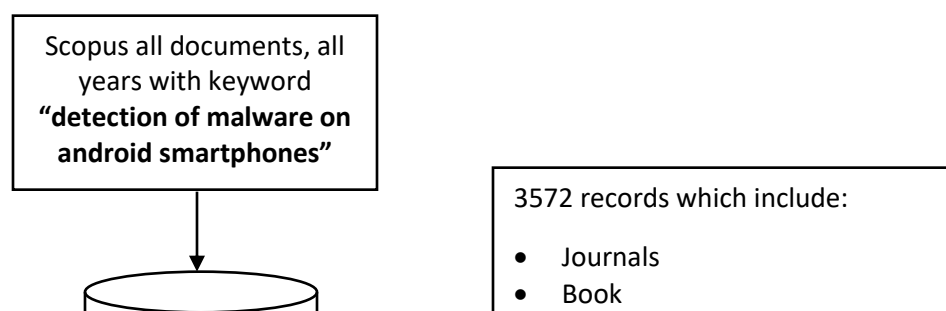 Scopus all documents, all
years with keyword
“detection of malware on
android smartphones”
3572 records which include:
• Journals
• Book